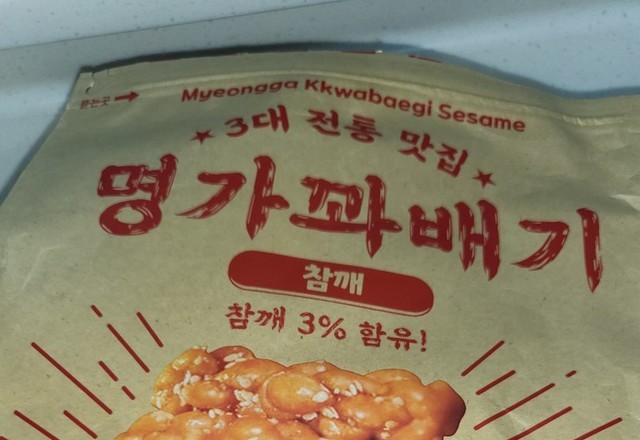 뜯는곳
Myeongga Kkwabaegi Sesame
3대 전통 맛집
명가꽈배기
참깨
참깨 3% 함유!